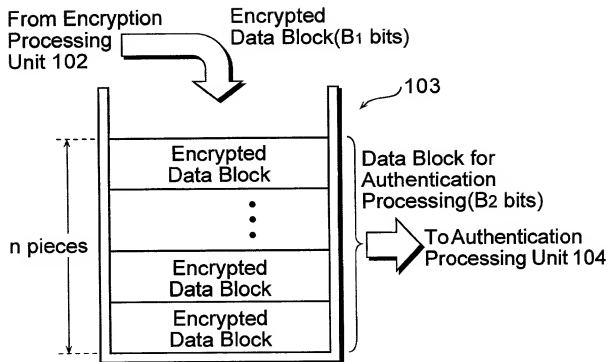 From Encryption
Processing
Unit 102
Encrypted
Data Block(B1 bits)
103
Encrypted
Data Block
n pieces
Encrypted
Data Block
Encrypted
Data Block
Data Block for
Authentication
Processing(B2 bits)
To Authentication
Processing Unit 104